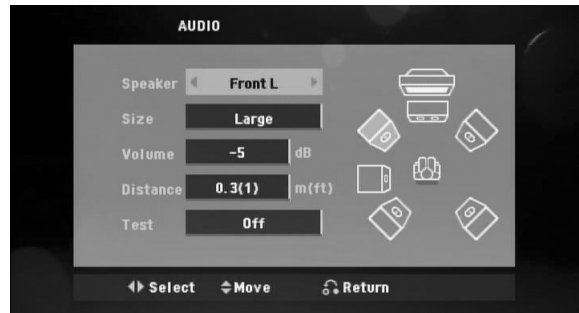 AUDIO
Speaker Front L
Size Large
Volume -5 dB
Distance 0.3(1) m(ft)
Test Off
Select Move Return